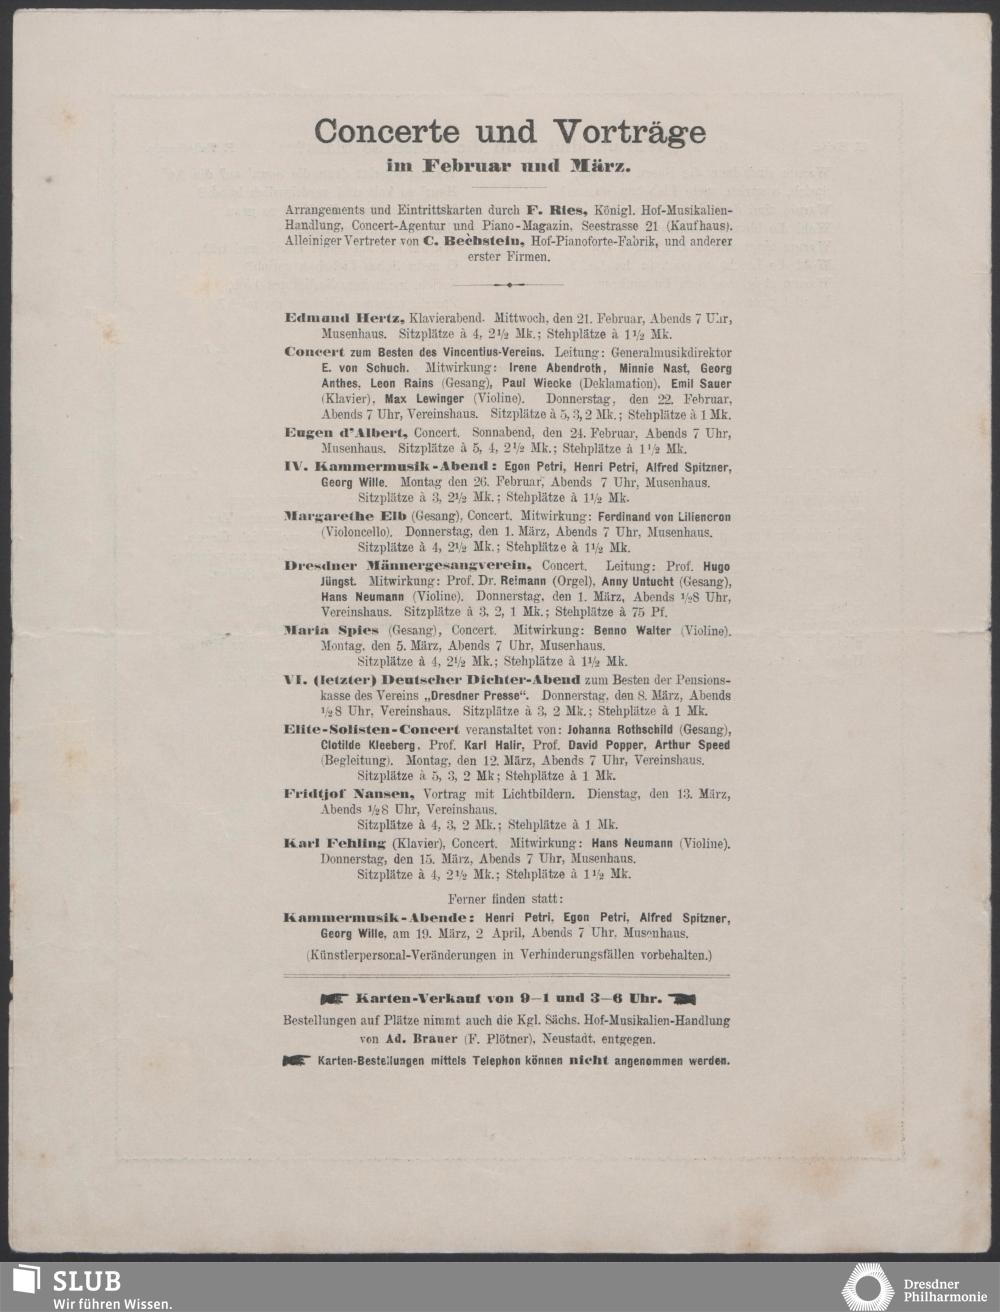 Concerte und Vorträge
im Februar und März.
Arrangements und Eintrittskarten durch F. Ries, Königl. Hof-Musikalien-
Handlung, Concert-Agentur und Piano-Magazin, Seestrasse 21 (Kaufhaus).
Alleiniger Vertreter von C. Bechstein, Hof-Pianoforte-Fabrik, und anderer
erster Firmen.
Edmund Hertz, Klavierabend. Mittwoch, den 21. Februar, Abends 7 Uhr,
Musenhaus. Sitzplätze à 4, 2½ Mk.; Stehplätze à 1½ Mk.
Concert zum Besten des Vincentius-Vereins. Leitung: Generalmusikdirektor
E. von Schuch. Mitwirkung: Irene Abendroth, Minnie Nast, Georg
Anthes, Leon Rains (Gesang), Paul Wiecke (Deklamation), Emil Sauer
(Klavier), Max Lewinger (Violine). Donnerstag, den 22. Februar,
Abends 7 Uhr, Vereinshaus. Sitzplätze à 5, 3, 2 Mk.; Stehplätze à 1 Mk.
Eugen d'Albert, Concert. Sonnabend, den 24. Februar, Abends 7 Uhr,
Musenhaus. Sitzplätze à 5, 4, 2½ Mk.; Stehplätze à 1½ Mk.
IV. Kammermusik-Abend: Egon Petri, Henri Petri, Alfred Spitzner,
Georg Wille. Montag den 26. Februar, Abends 7 Uhr, Musenhaus.
Sitzplätze à 3, 2½ Mk.; Stehplätze à 1½ Mk.
Margarethe Elb (Gesang), Concert. Mitwirkung: Ferdinand von Liliencron
(Violoncello). Donnerstag, den 1. März, Abends 7 Uhr, Musenhaus.
Sitzplätze à 4, 2½ Mk.; Stehplätze à 1½ Mk.
Dresdner Männergesangverein, Concert. Leitung: Prof. Hugo
Jüngst. Mitwirkung: Prof. Dr. Reimann (Orgel), Anny Untucht (Gesang),
Hans Neumann (Violine). Donnerstag, den 1. März, Abends ½8 Uhr,
Vereinshaus. Sitzplätze à 3, 2, 1 Mk.; Stehplätze à 75 Pf.
Maria Spies (Gesang), Concert. Mitwirkung: Benno Walter (Violine).
Montag, den 5. März, Abends 7 Uhr, Musenhaus.
Sitzplätze à 4, 2½ Mk.; Stehplätze à 1½ Mk.
VI. (letzter) Deutscher Dichter-Abend zum Besten der Pensions-
kasse des Vereins „Dresdner Presse“. Donnerstag, den 8. März, Abends
½8 Uhr, Vereinshaus. Sitzplätze à 3, 2 Mk.; Stehplätze à 1 Mk.
Elite-Solisten-Concert veranstaltet von: Johanna Rothschild (Gesang),
Clotilde Kleeberg, Prof. Karl Halir, Prof. David Popper, Arthur Speed
(Begleitung). Montag, den 12. März, Abends 7 Uhr, Vereinshaus.
Sitzplätze à 5, 3, 2 Mk; Stehplätze à 1 Mk.
Fridtjof Nansen, Vortrag mit Lichtbildern. Dienstag, den 13. März,
Abends ½8 Uhr, Vereinshaus.
Sitzplätze à 4, 3, 2 Mk.; Stehplätze à 1 Mk.
Karl Fehling (Klavier), Concert. Mitwirkung: Hans Neumann (Violine).
Donnerstag, den 15. März, Abends 7 Uhr, Musenhaus.
Sitzplätze à 4, 2½ Mk.; Stehplätze à 1½ Mk.
Ferner finden statt:
Kammermusik-Abende: Henri Petri, Egon Petri, Alfred Spitzner,
Georg Wille, am 19. März, 2 April, Abends 7 Uhr, Musenhaus.
(Künstlerpersonal-Veränderungen in Verhinderungsfällen vorbehalten.)
Karten-Verkauf von 9—1 und 3—6 Uhr.
Bestellungen auf Plätze nimmt auch die Kgl. Sächs. Hof-Musikalien-Handlung
von Ad. Brauer (F. Plötner), Neustadt, entgegen.
Karten-Bestellungen mittels Telephon können nicht angenommen werden.
SLUB
Wir führen Wissen.
Dresdner
Philharmonie